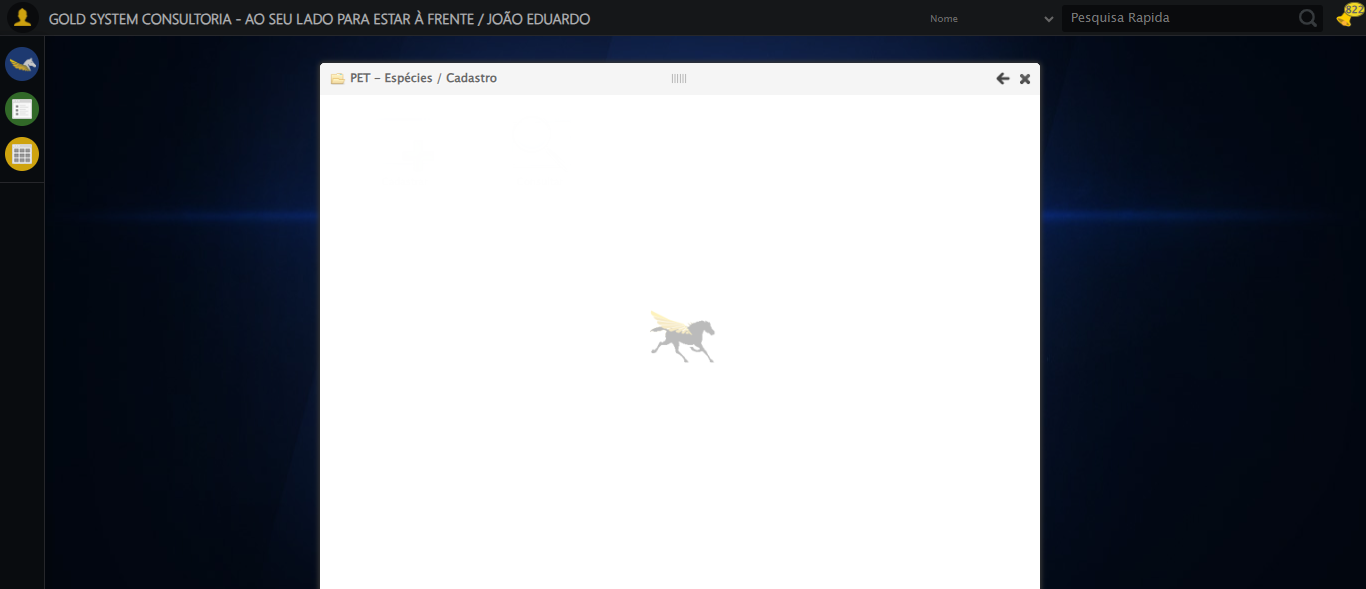 GOLD SYSTEM CONSULTORIA - AO SEU LADO PARA ESTAR À FRENTE / JOÃO EDUARDO
Nome
Pesquisa Rapida
822
PET - Espécies / Cadastro